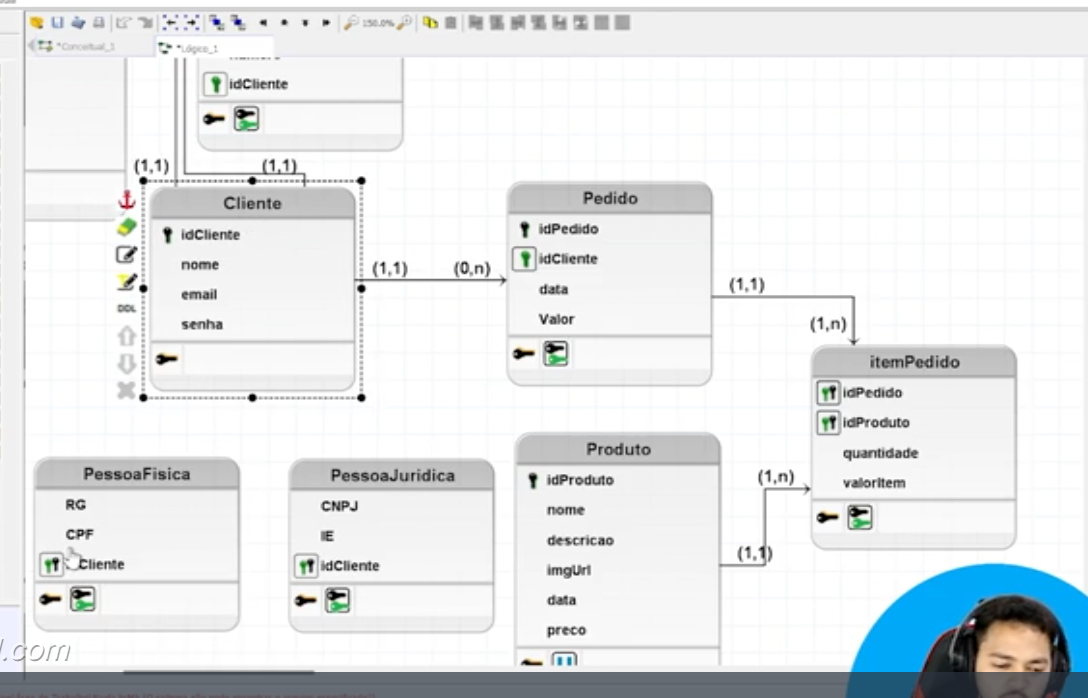 150.0%
*Conceitual_1
*Lógico_1
idCliente
(1,1)
(1,1)
Cliente
idCliente
nome
email
senha
DDL
(1,1)
(0,n)
Pedido
idPedido
idCliente
data
Valor
(1,1)
(1,n)
itemPedido
idPedido
idProduto
quantidade
valorItem
PessoaFisica
RG
CPF
Cliente
PessoaJuridica
CNPJ
IE
idCliente
Produto
idProduto
nome
descricao
imgUrl
data
preco
(1,n)
(1,1)
l.com